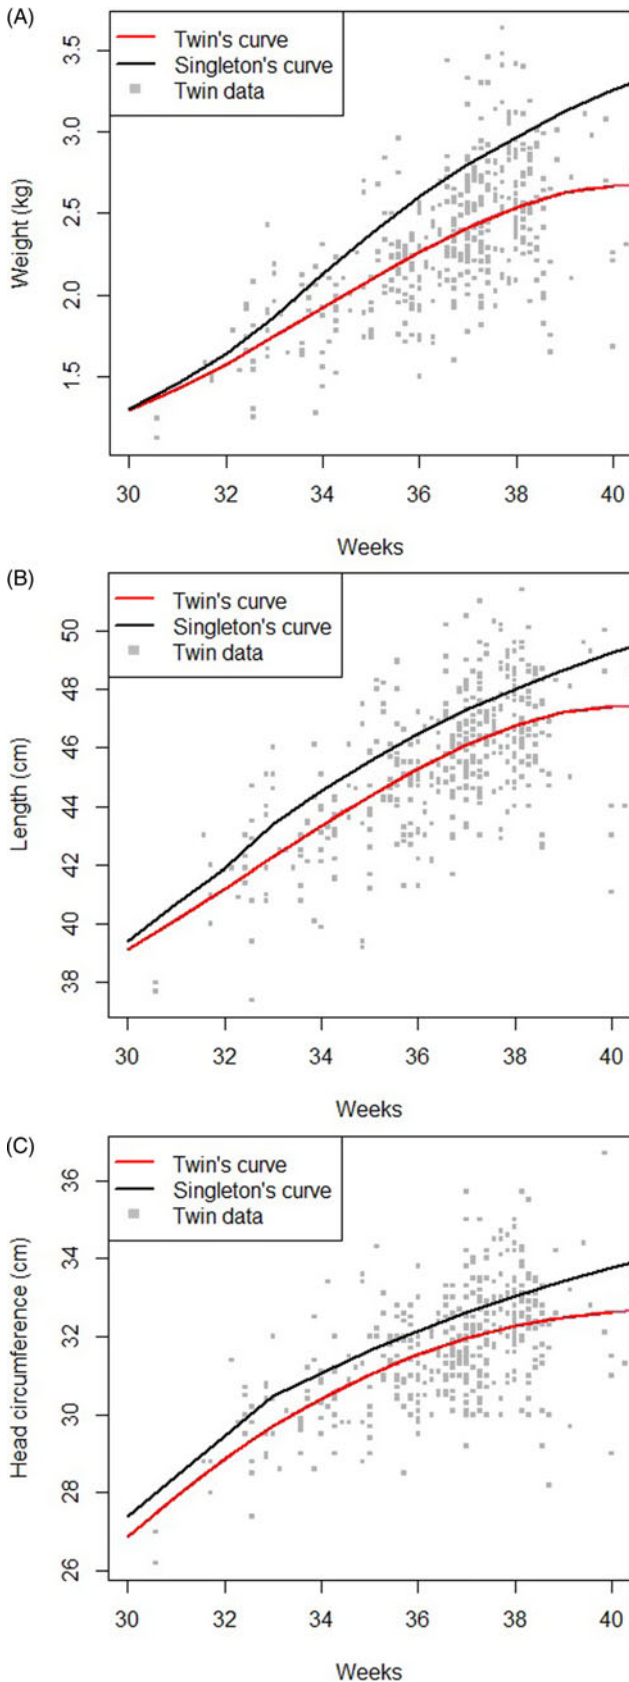 (A)
Twin's curve
Singleton's curve
Twin data
Weight (kg)
3.5
3.0
2.5
2.0
1.5
30 32 34 36 38 40
Weeks
(B)
Twin's curve
Singleton's curve
Twin data
Length (cm)
50
48
46
44
42
40
38
30 32 34 36 38 40
Weeks
(C)
Twin's curve
Singleton's curve
Twin data
Head circumference (cm)
36
34
32
30
28
26
30 32 34 36 38 40
Weeks